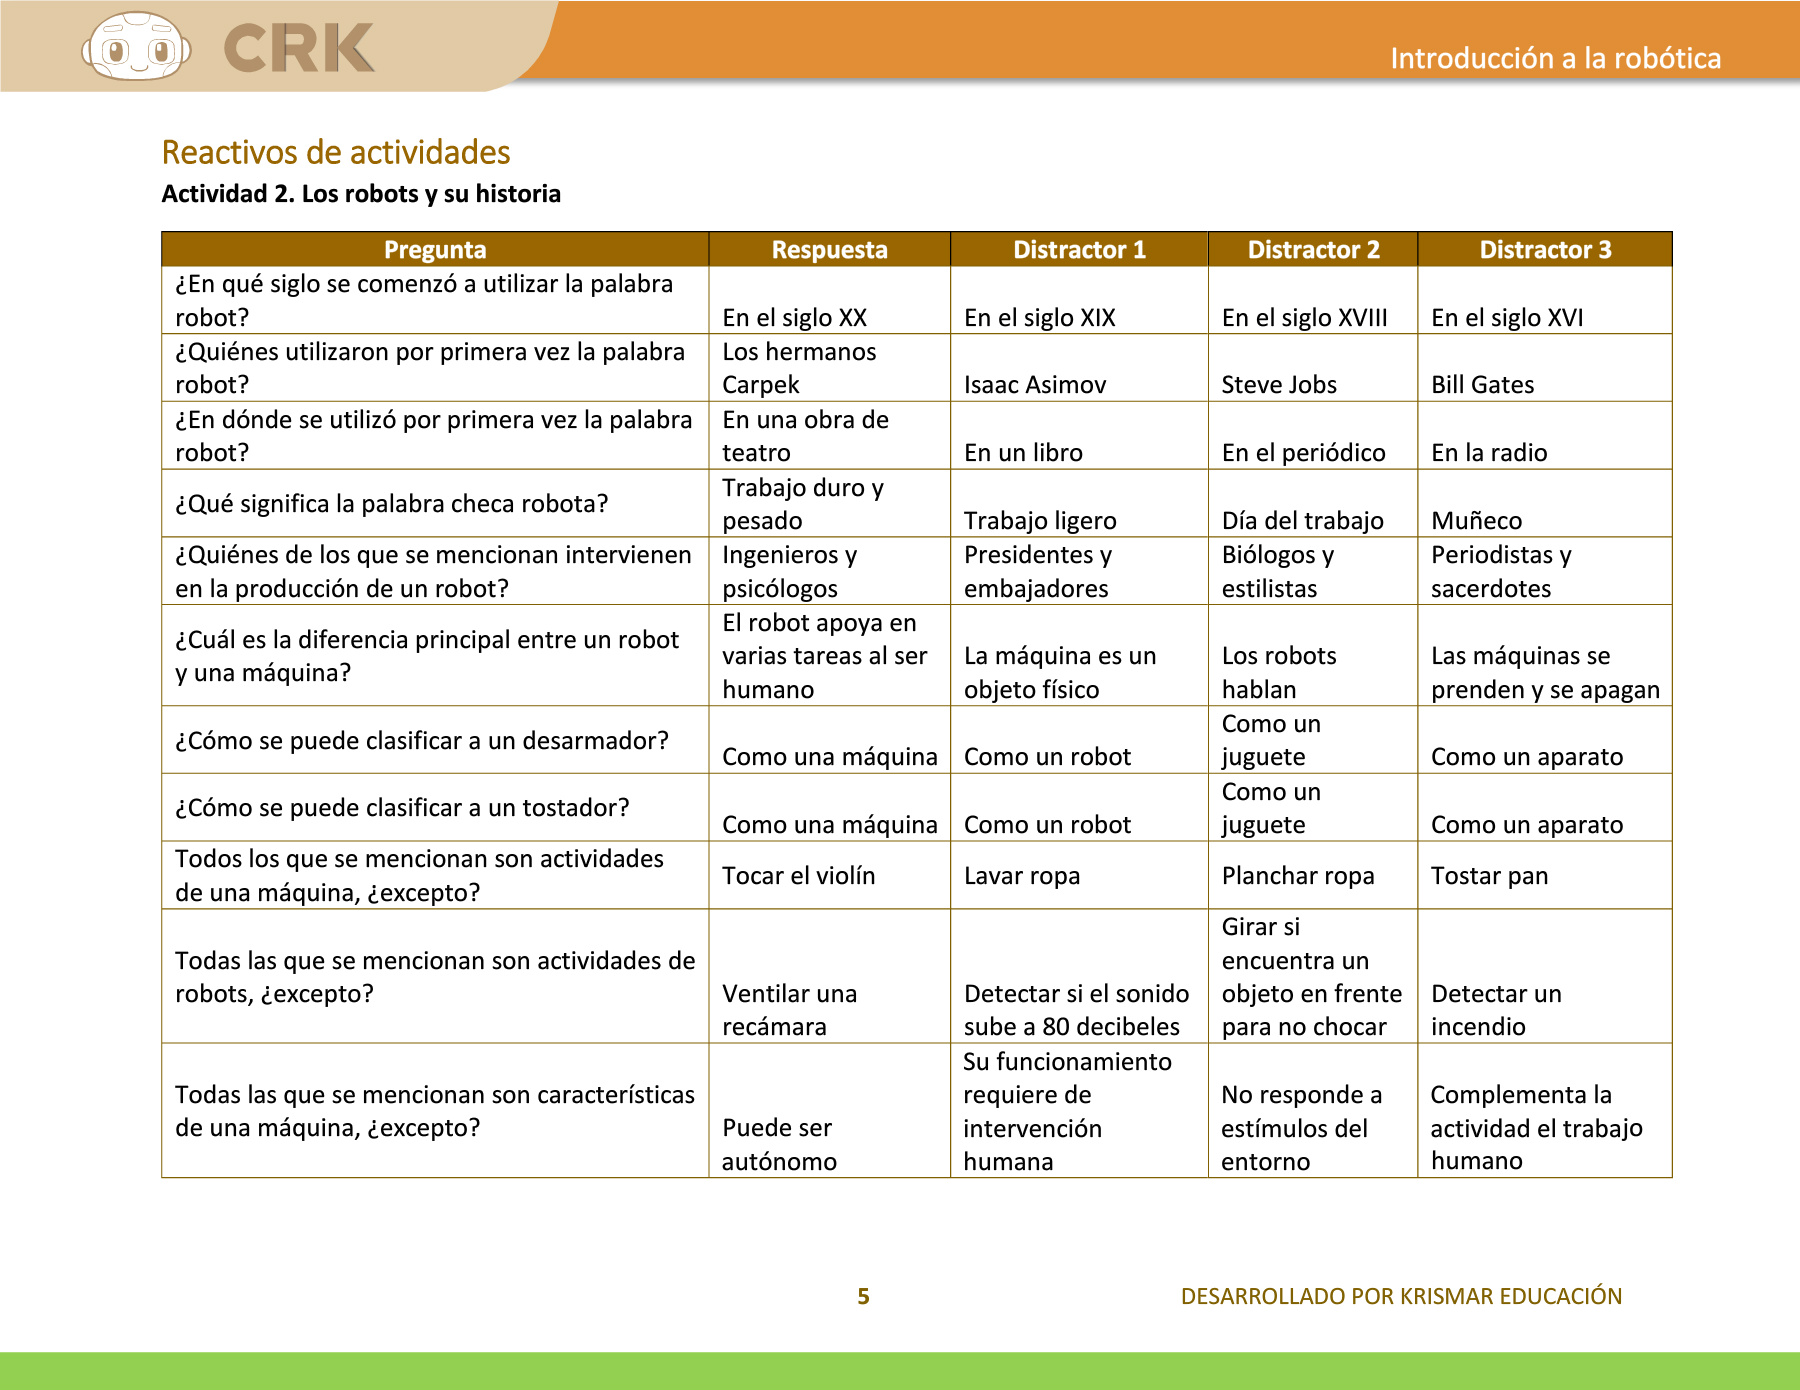 CRK
Introducción a la robótica
Reactivos de actividades
Actividad 2. Los robots y su historia
Pregunta
Respuesta
Distractor 1
Distractor 2
Distractor 3
¿En qué siglo se comenzó a utilizar la palabra
robot?
En el siglo XX
En el siglo XIX
En el siglo XVIII
En el siglo XVI
¿Quiénes utilizaron por primera vez la palabra
robot?
Los hermanos
Carpek
Isaac Asimov
Steve Jobs
Bill Gates
¿En dónde se utilizó por primera vez la palabra
robot?
En una obra de
teatro
En un libro
En el periódico
En la radio
¿Qué significa la palabra checa robota?
Trabajo duro y
pesado
Trabajo ligero
Día del trabajo
Muñeco
¿Quiénes de los que se mencionan intervienen
en la producción de un robot?
Ingenieros y
psicólogos
Presidentes y
embajadores
Biólogos y
estilistas
Periodistas y
sacerdotes
¿Cuál es la diferencia principal entre un robot
y una máquina?
El robot apoya en
varias tareas al ser
humano
La máquina es un
objeto físico
Los robots
hablan
Las máquinas se
prenden y se apagan
¿Cómo se puede clasificar a un desarmador?
Como una máquina
Como un robot
Como un
juguete
Como un aparato
¿Cómo se puede clasificar a un tostador?
Como una máquina
Como un robot
Como un
juguete
Como un aparato
Todos los que se mencionan son actividades
de una máquina, ¿excepto?
Tocar el violín
Lavar ropa
Planchar ropa
Tostar pan
Todas las que se mencionan son actividades de
robots, ¿excepto?
Ventilar una
recámara
Detectar si el sonido
sube a 80 decibeles
Girar si
encuentra un
objeto en frente
para no chocar
Detectar un
incendio
Todas las que se mencionan son características
de una máquina, ¿excepto?
Puede ser
autónomo
Su funcionamiento
requiere de
intervención
humana
No responde a
estímulos del
entorno
Complementa la
actividad el trabajo
humano
5
DESARROLLADO POR KRISMAR EDUCACIÓN